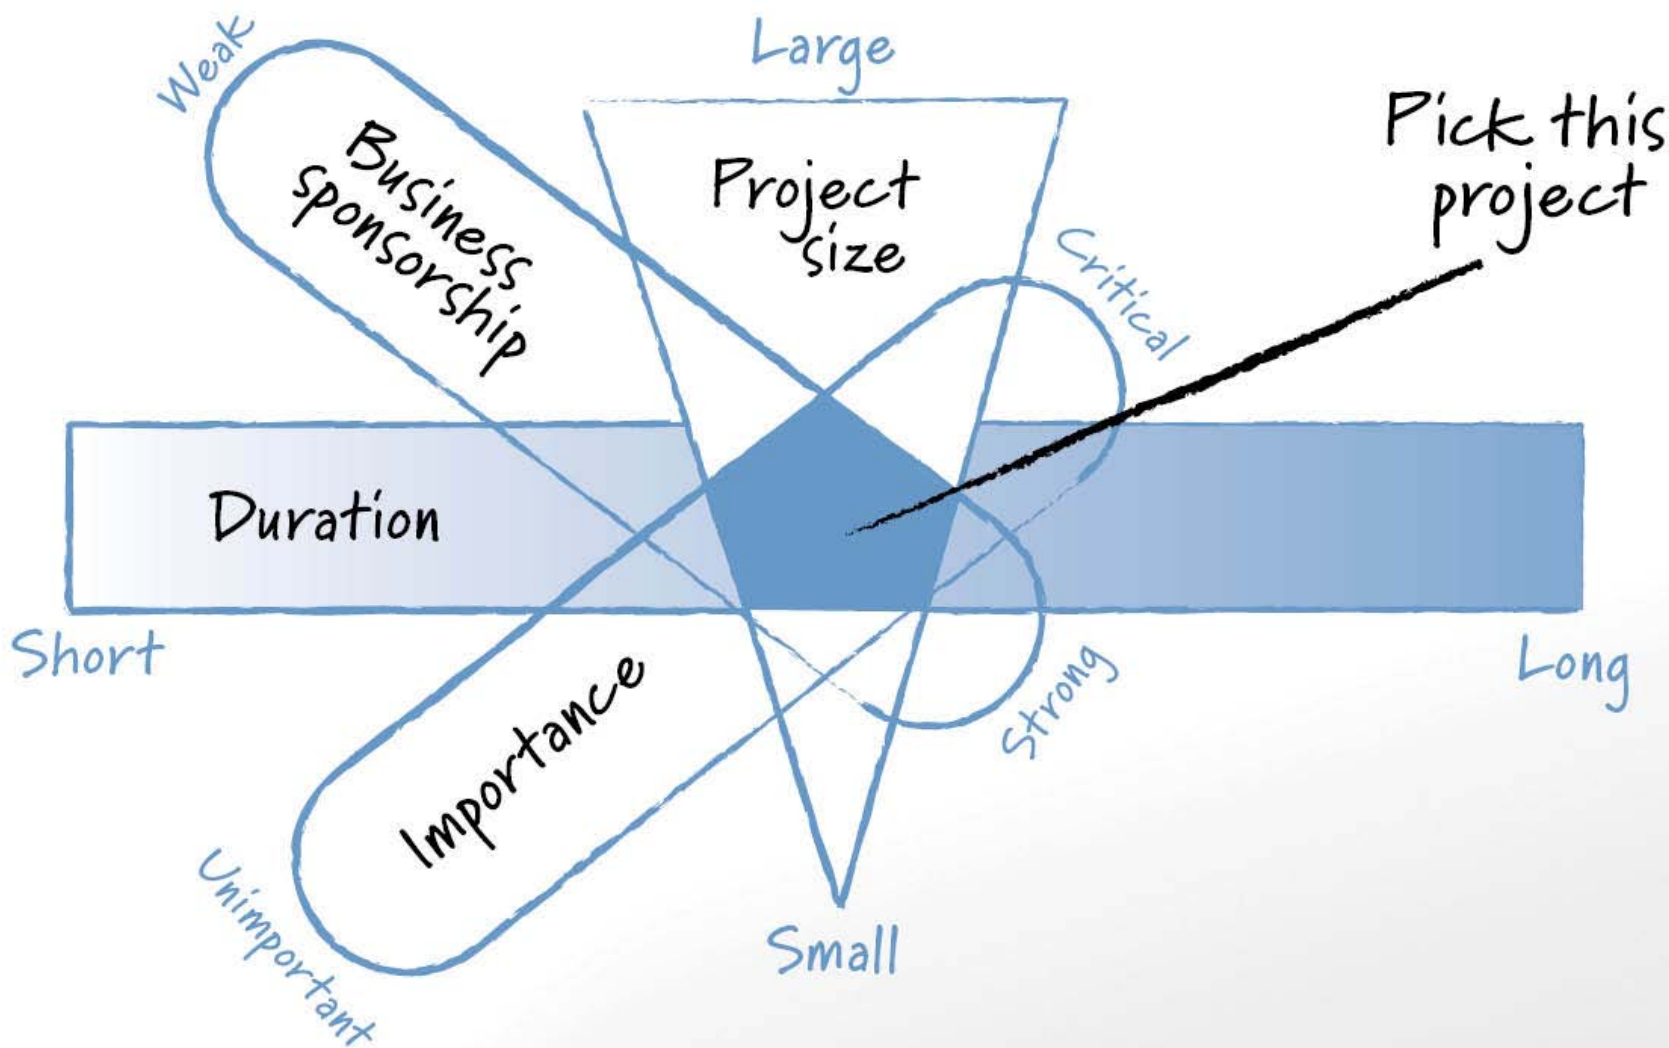 Weak
Large
Business
sponsorship
Project
size
Pick this
project
Critical
Duration
Short
Long
Importance
Strong
Unimportant
Small